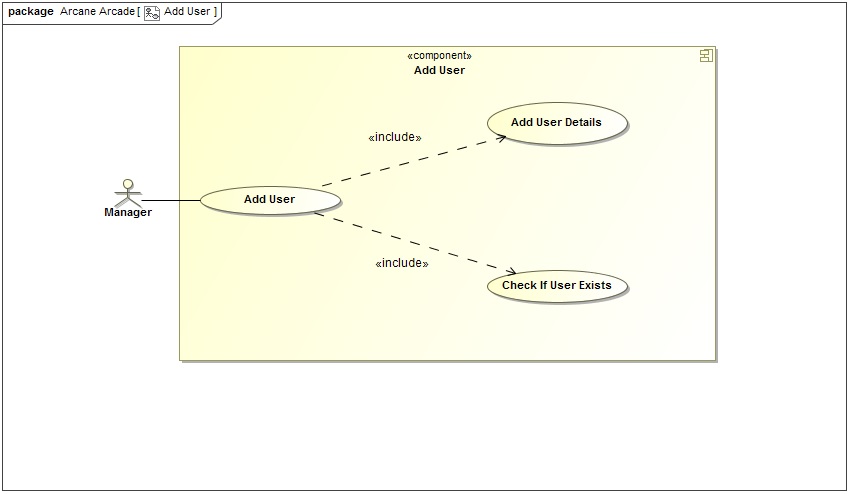 package Arcane Arcade [ Add User ]
«component»
Add User
Add User Details
«include»
Add User
Manager
«include»
Check If User Exists